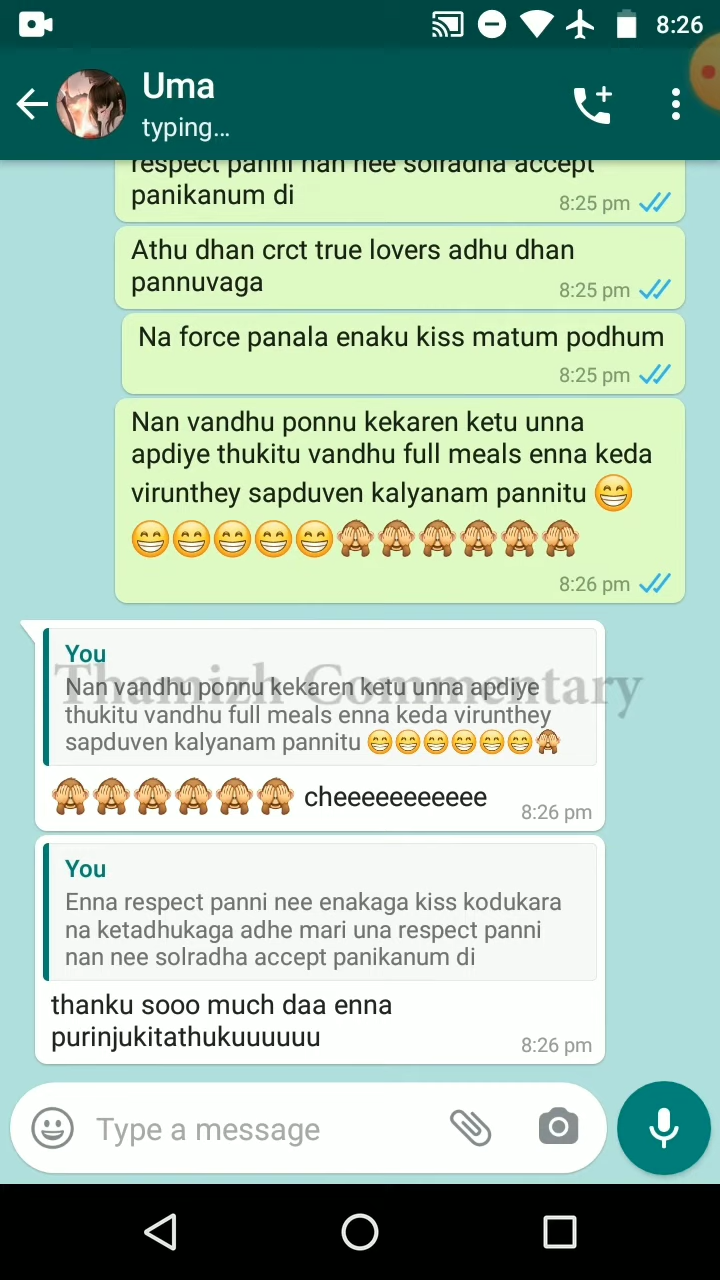 8:26
Uma
typing...
respect panni nan nee solradha accept
panikanum di
8:25 pm
Athu dhan crct true lovers adhu dhan
pannuvaga
8:25 pm
Na force panala enaku kiss matum podhum
8:25 pm
Nan vandhu ponnu kekaren ketu unna
apdiye thukitu vandhu full meals enna keda
virunthey sapduven kalyanam pannitu 😁
😁😁😁😁😁🙈🙈🙈🙈🙈🙈
8:26 pm
You
Thamizh Commentary
Nan vandhu ponnu kekaren ketu unna apdiye
thukitu vandhu full meals enna keda virunthey
sapduven kalyanam pannitu 😁😁😁😁😁😁🙈
🙈🙈🙈🙈🙈🙈 cheeeeeeeeeee
8:26 pm
You
Enna respect panni nee enakaga kiss kodukara
na ketadhukaga adhe mari una respect panni
nan nee solradha accept panikanum di
thanku sooo much daa enna
purinjukitathukuuuuuu
8:26 pm
Type a message